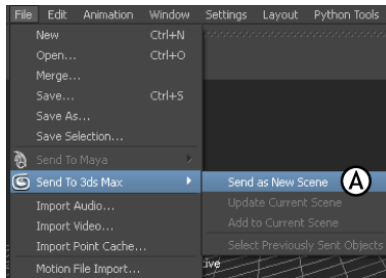 File Edit Animation Window Settings Layout Python Tools
New Ctrl+N
Open... Ctrl+O
Merge...
Save... Ctrl+S
Save As...
Save Selection...
Send To Maya
Send To 3ds Max
Send as New Scene A
Import Audio...
Update Current Scene
Import Video...
Add to Current Scene
Import Point Cache...
Select Previously Sent Objects
Motion File Import...